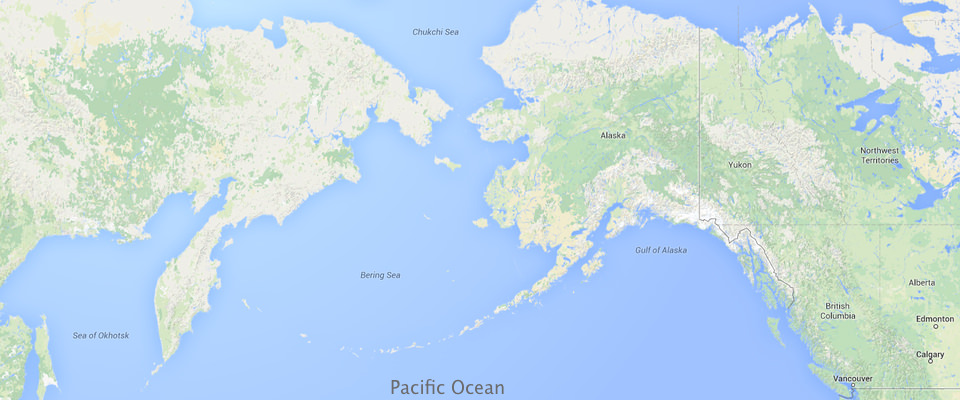 Chukchi Sea
Alaska
Northwest
Territories
Yukon
Gulf of Alaska
Bering Sea
Alberta
British
Columbia
Edmonton
Sea of Okhotsk
Calgary
Vancouver
Pacific Ocean